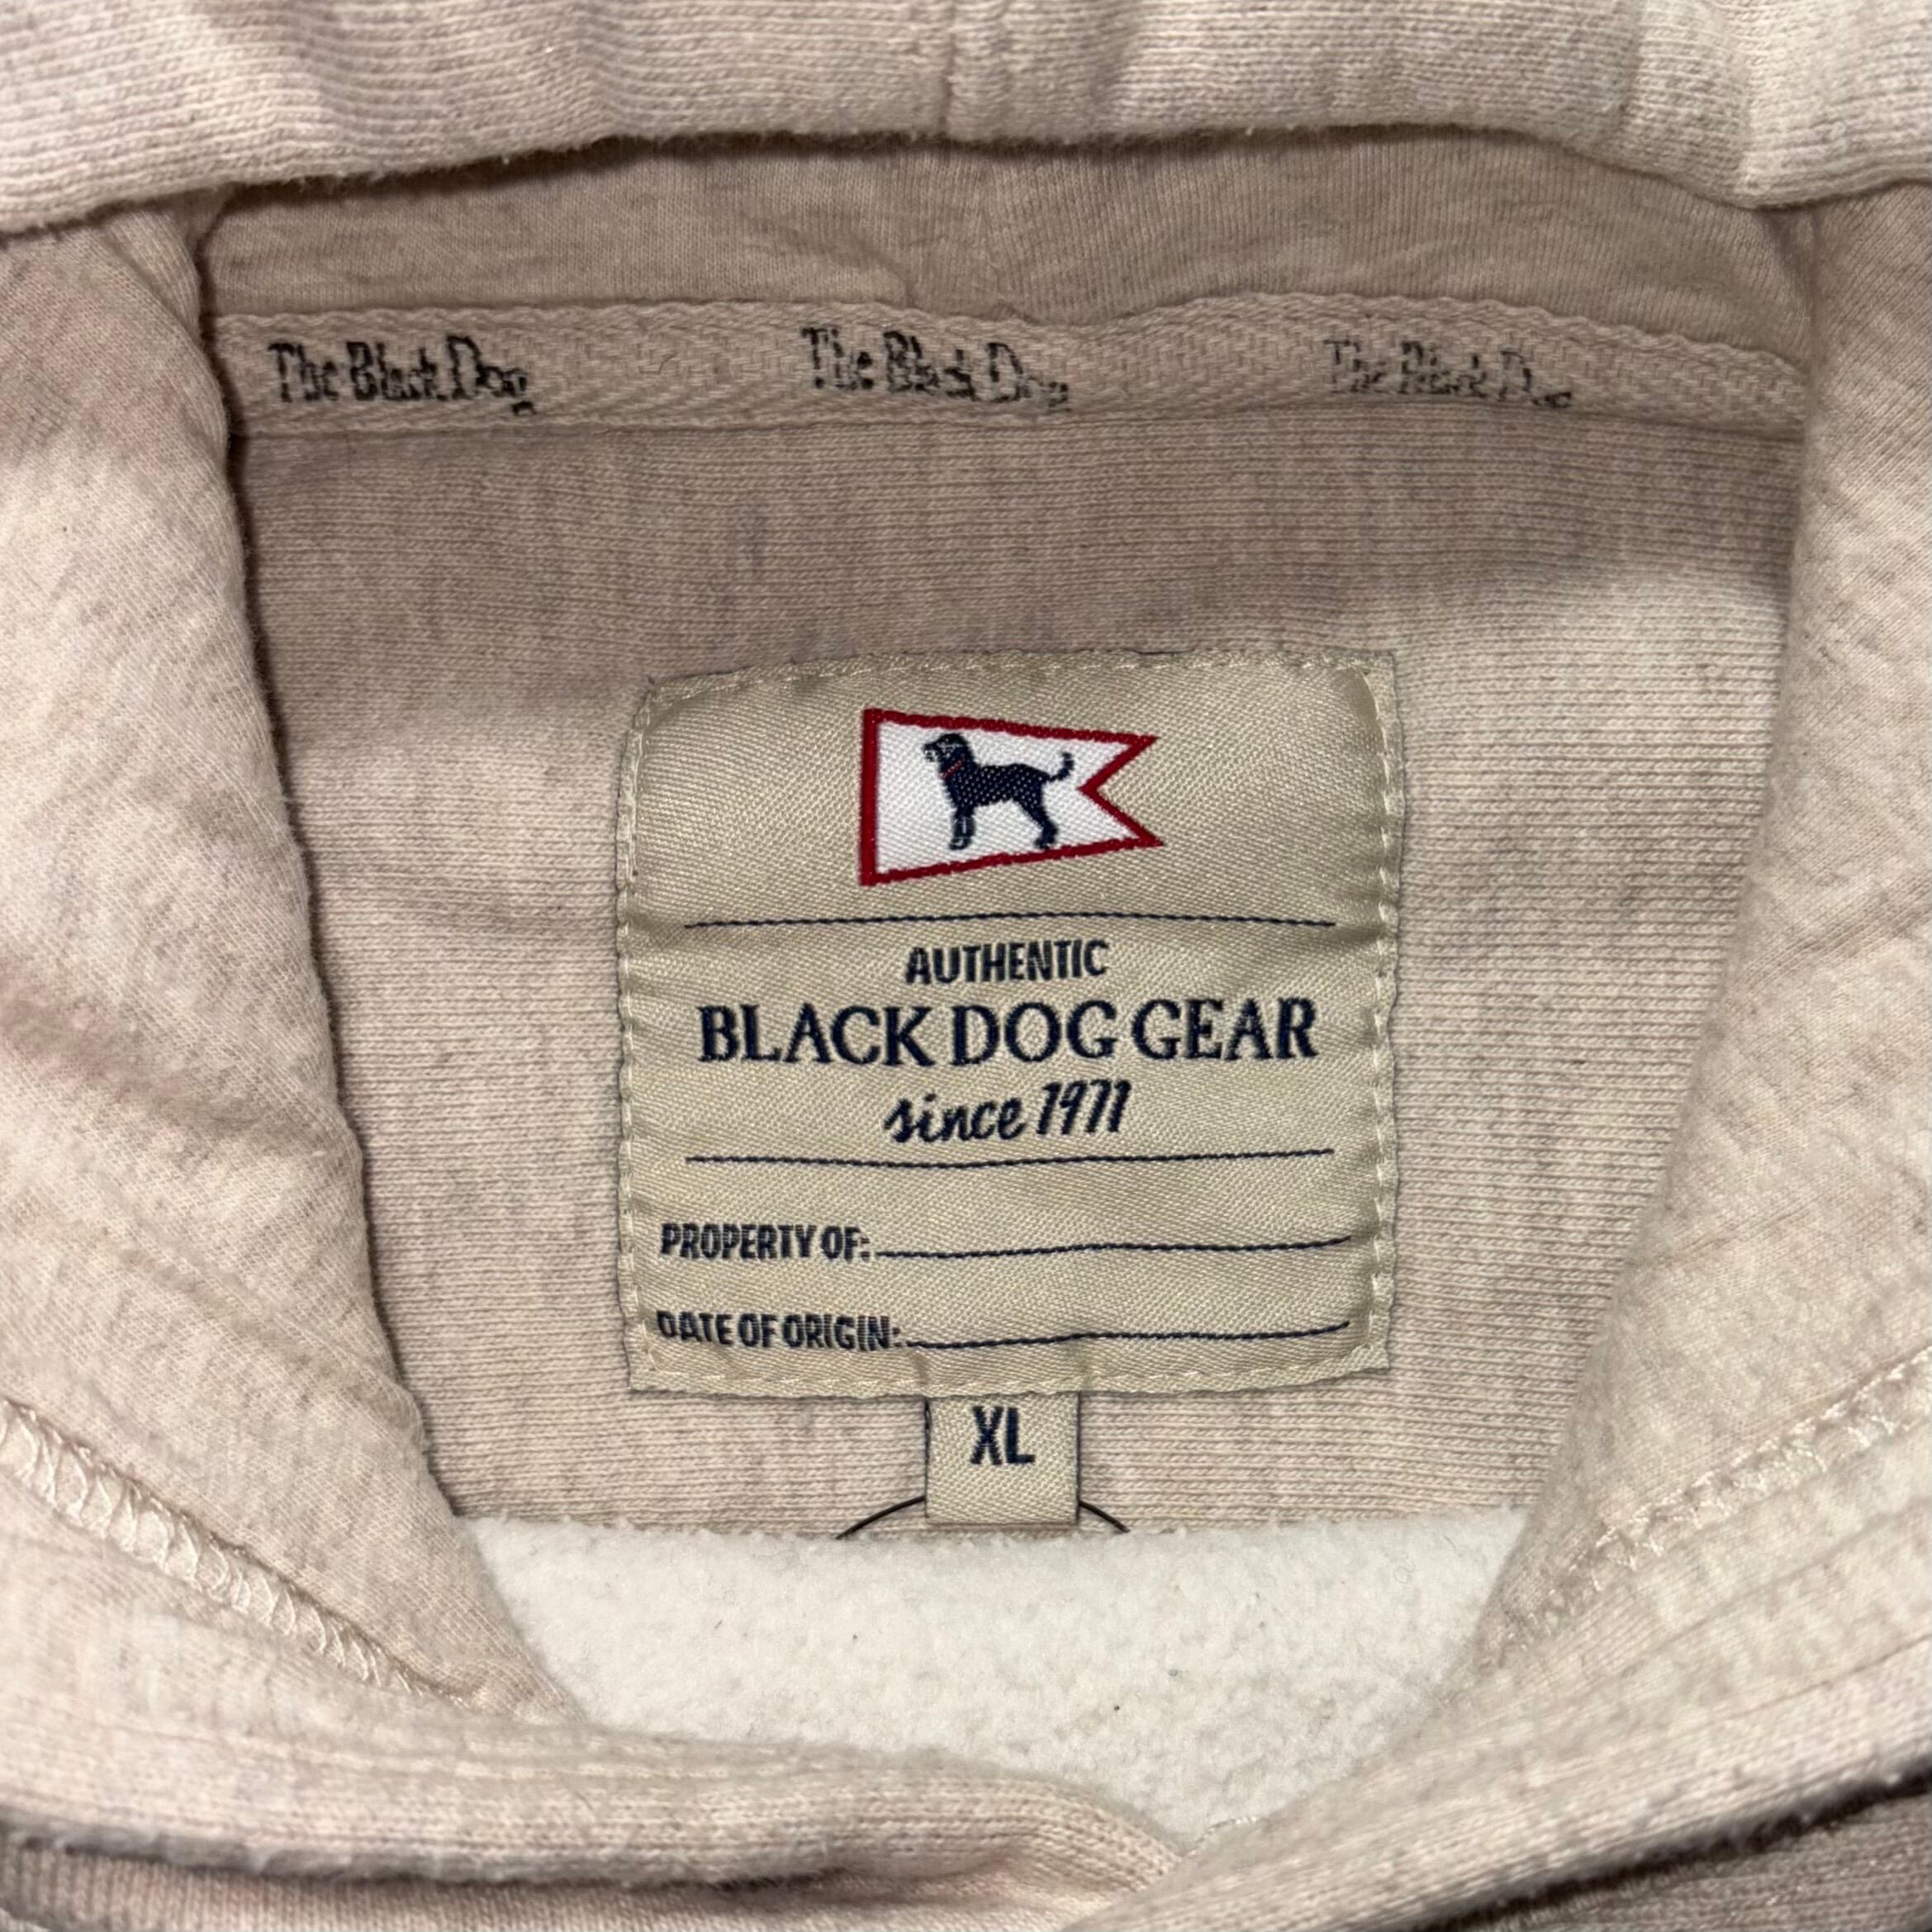 The Black Dog The Black Dog The Black Dog
AUTHENTIC
BLACK DOG GEAR
since 1971
PROPERTY OF:
DATE OF ORIGIN:
XL